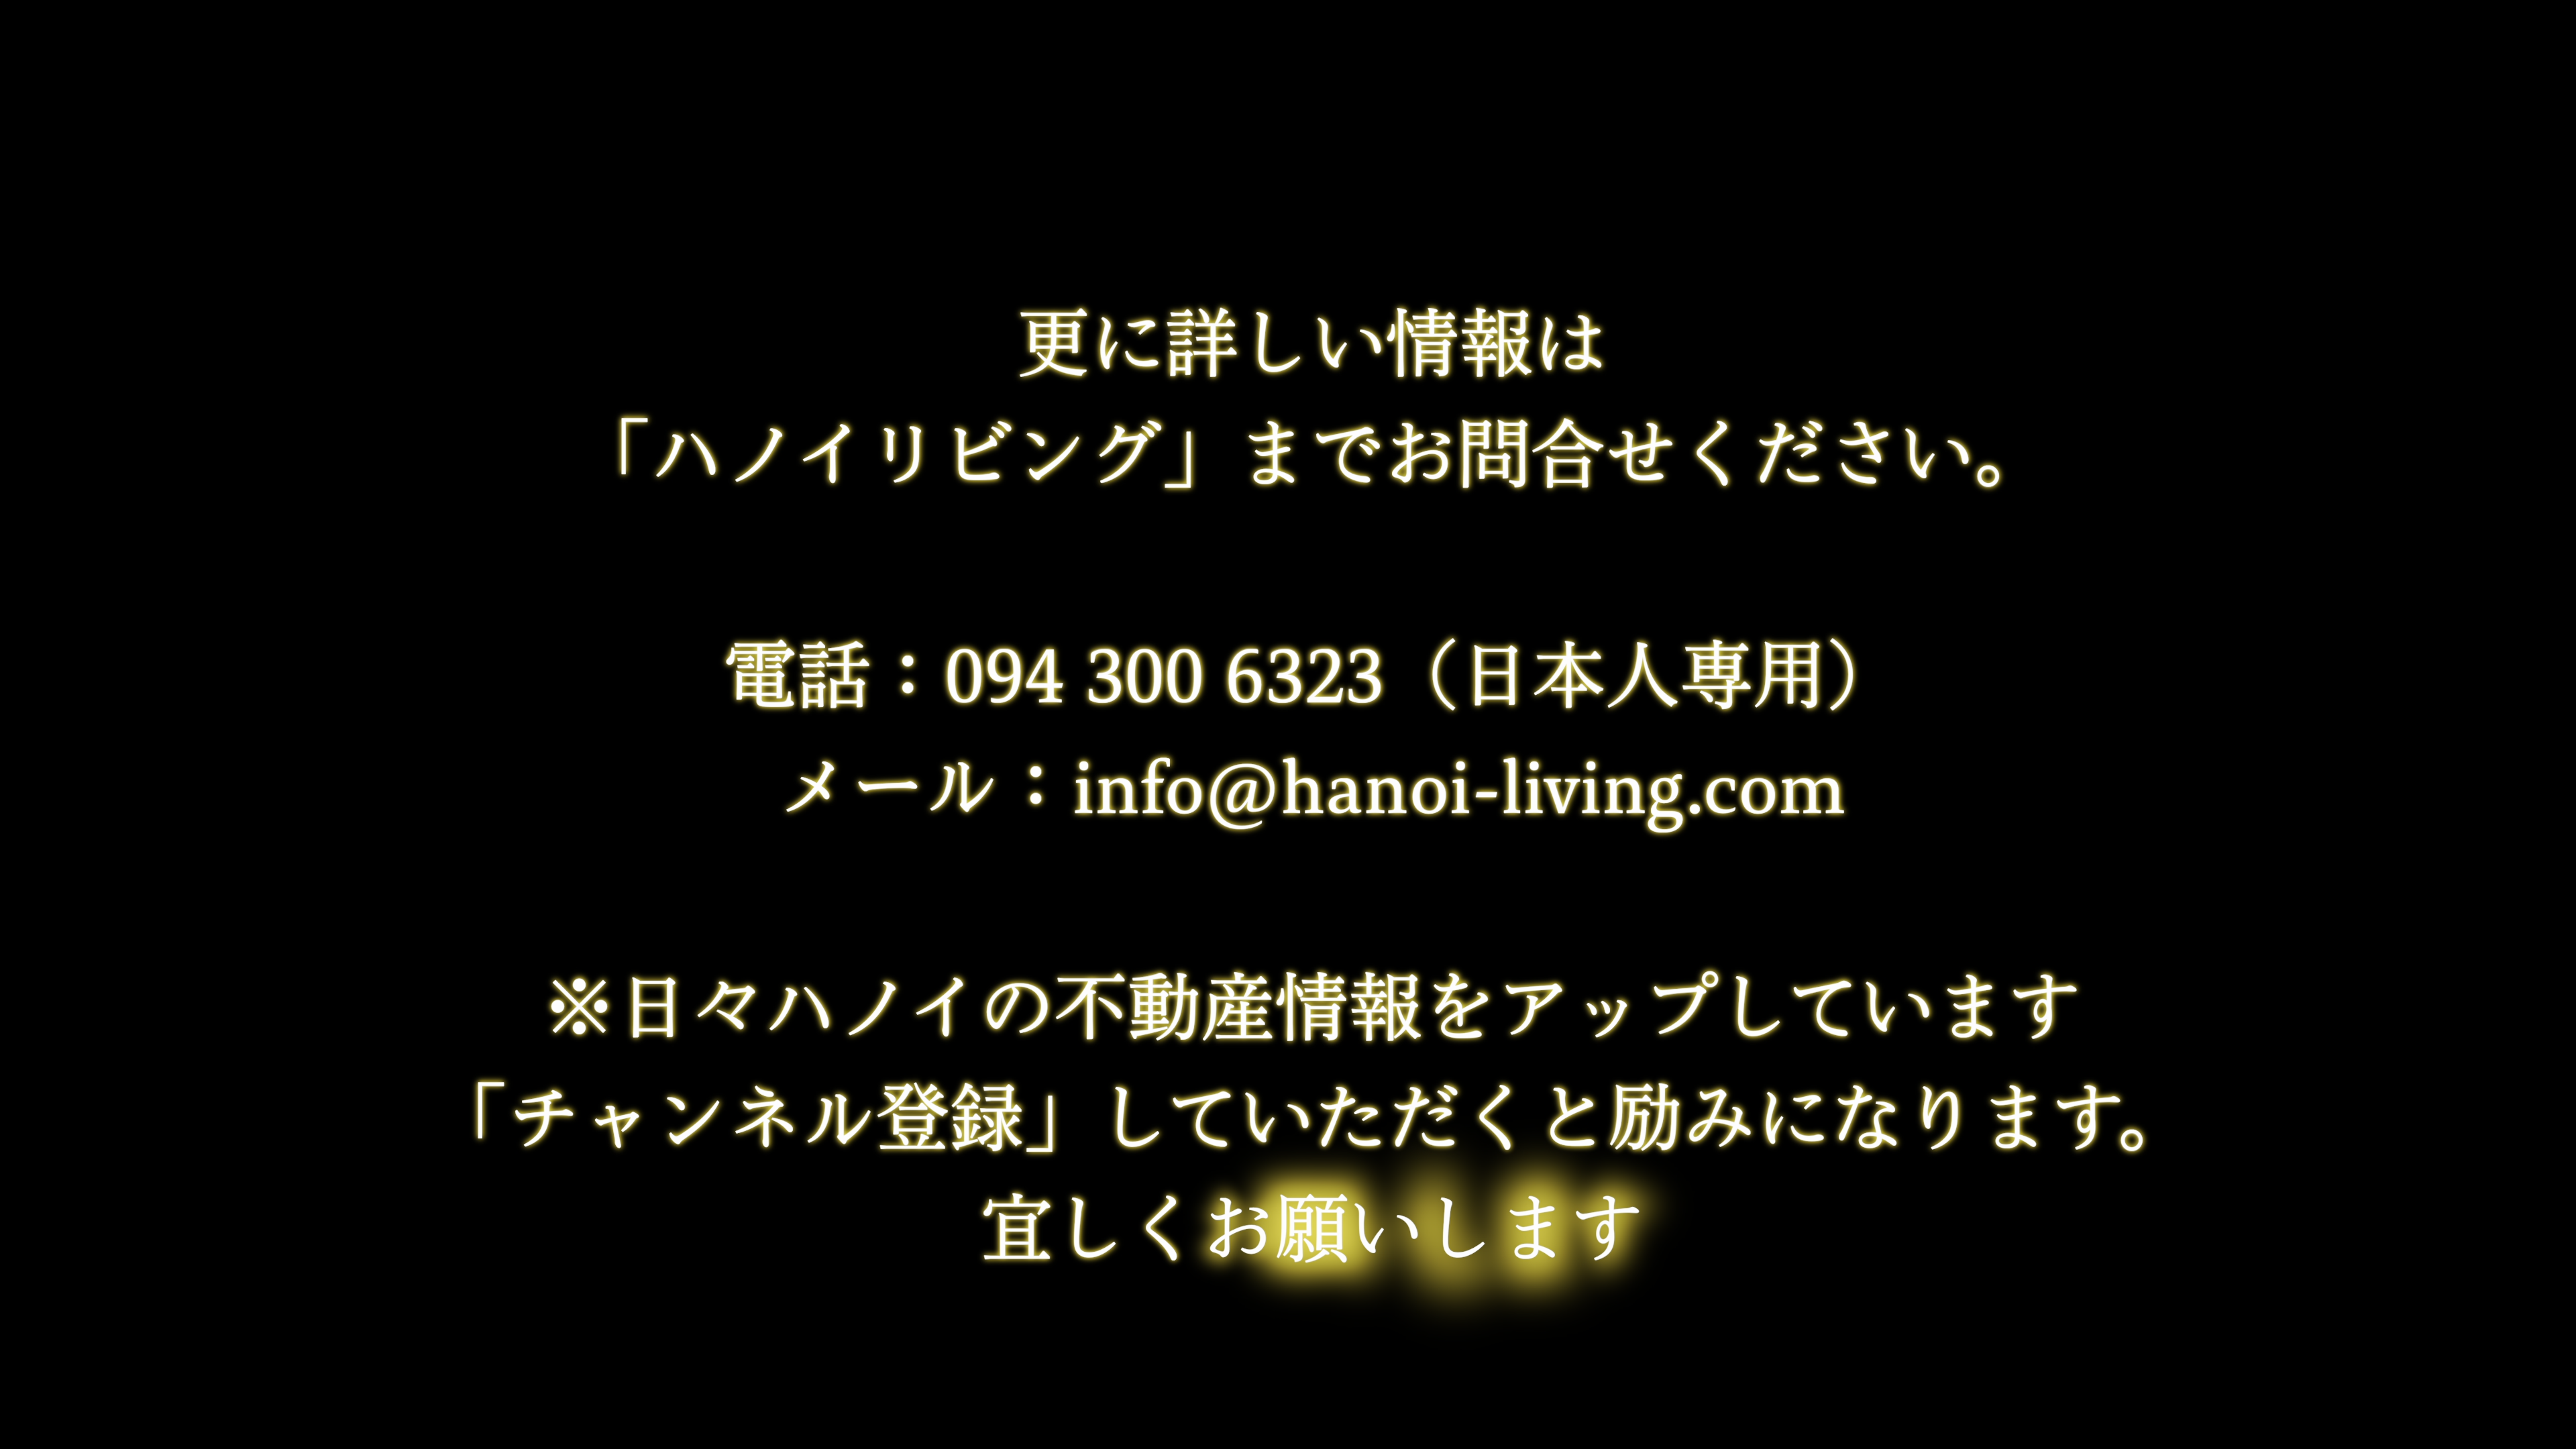 更に詳しい情報は
「ハノイリビング」までお問合せください。
電話：094 300 6323（日本人専用）
メール：info@hanoi-living.com
※日々ハノイの不動産情報をアップしています
「チャンネル登録」していただくと励みになります。
宜しくお願いします